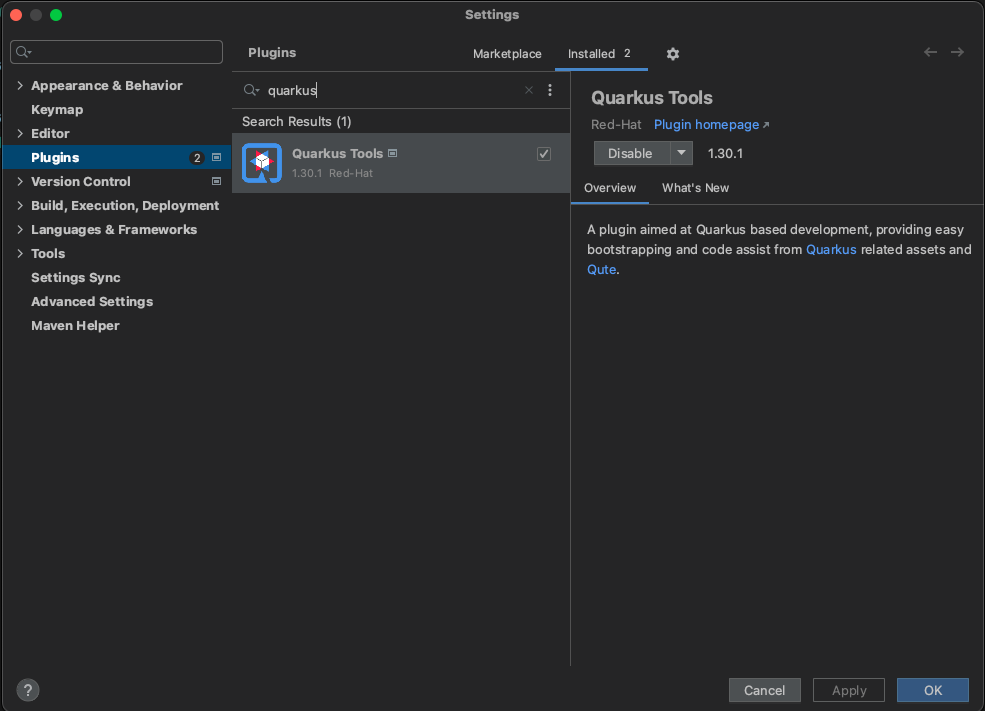 Settings
Appearance & Behavior
Keymap
Editor
Plugins 2
Version Control
Build, Execution, Deployment
Languages & Frameworks
Tools
Settings Sync
Advanced Settings
Maven Helper
Plugins
Marketplace
Installed 2
quarkus
Search Results (1)
Quarkus Tools
1.30.1 Red-Hat
Quarkus Tools
Red-Hat Plugin homepage ↗
Disable 1.30.1
Overview What's New
A plugin aimed at Quarkus based development, providing easy
bootstrapping and code assist from Quarkus related assets and
Qute.
?
Cancel Apply OK